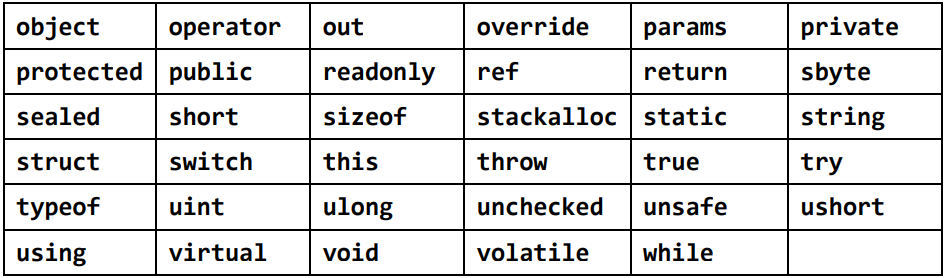 object operator out override params private
protected public readonly ref return sbyte
sealed short sizeof stackalloc static string
struct switch this throw true try
typeof uint ulong unchecked unsafe ushort
using virtual void volatile while